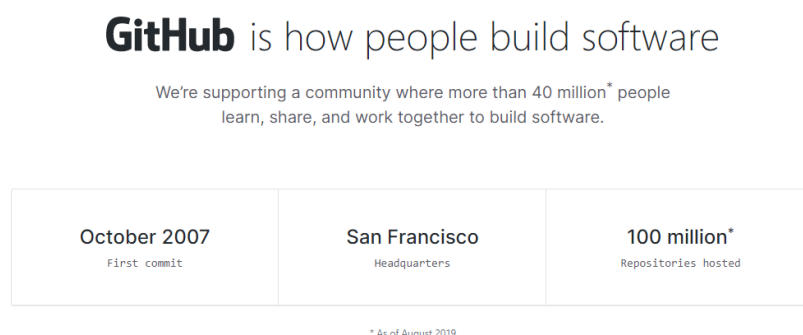 GitHub is how people build software
We're supporting a community where more than 40 million* people
learn, share, and work together to build software.
October 2007
First commit
San Francisco
Headquarters
100 million*
Repositories hosted
* As of August 2019